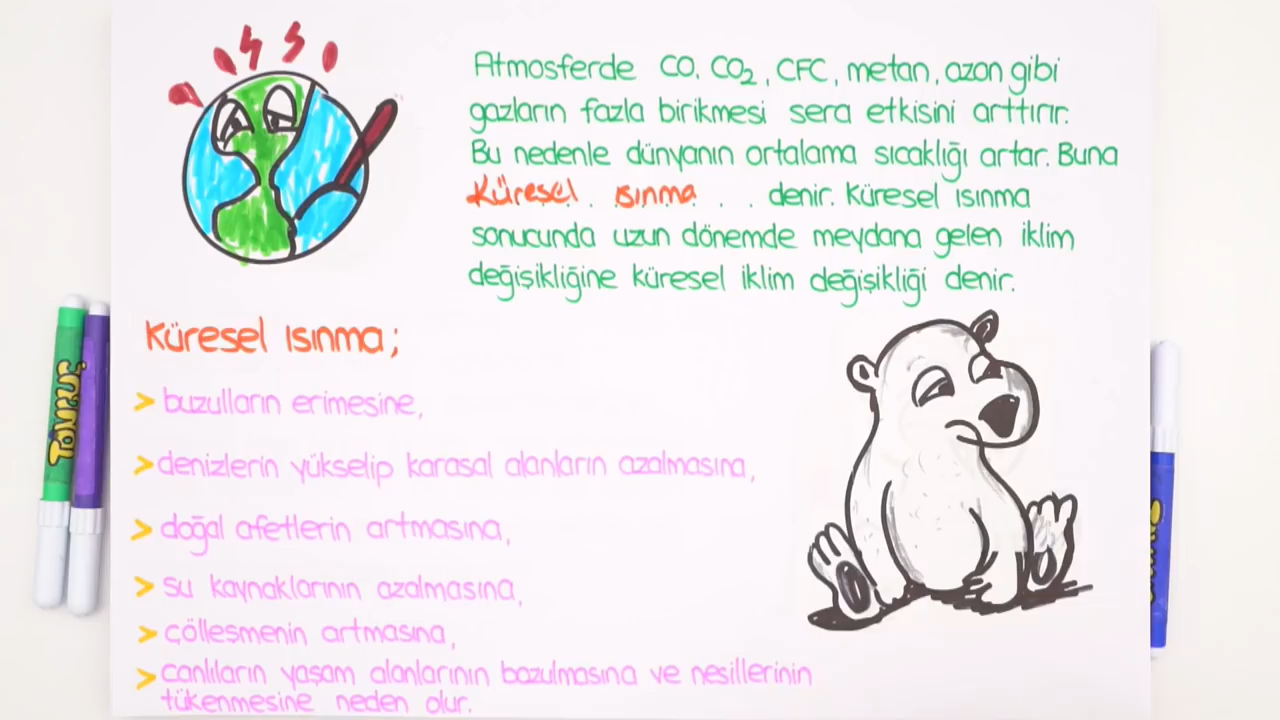 Atmosferde CO, CO₂, CFC, metan, ozon gibi
gazların fazla birikmesi sera etkisini arttırır.
Bu nedenle dünyanın ortalama sıcaklığı artar. Buna
Küresel ısınma denir. Küresel ısınma
sonucunda uzun dönemde meydana gelen iklim
değişikliğine küresel iklim değişikliği denir.
Küresel ısınma;
> buzulların erimesine,
> denizlerin yükselip karasal alanların azalmasına,
> doğal afetlerin artmasına,
> su kaynaklarının azalmasına,
> çölleşmenin artmasına,
> canlıların yaşam alanlarının bozulmasına ve nesillerinin
tükenmesine neden olur.